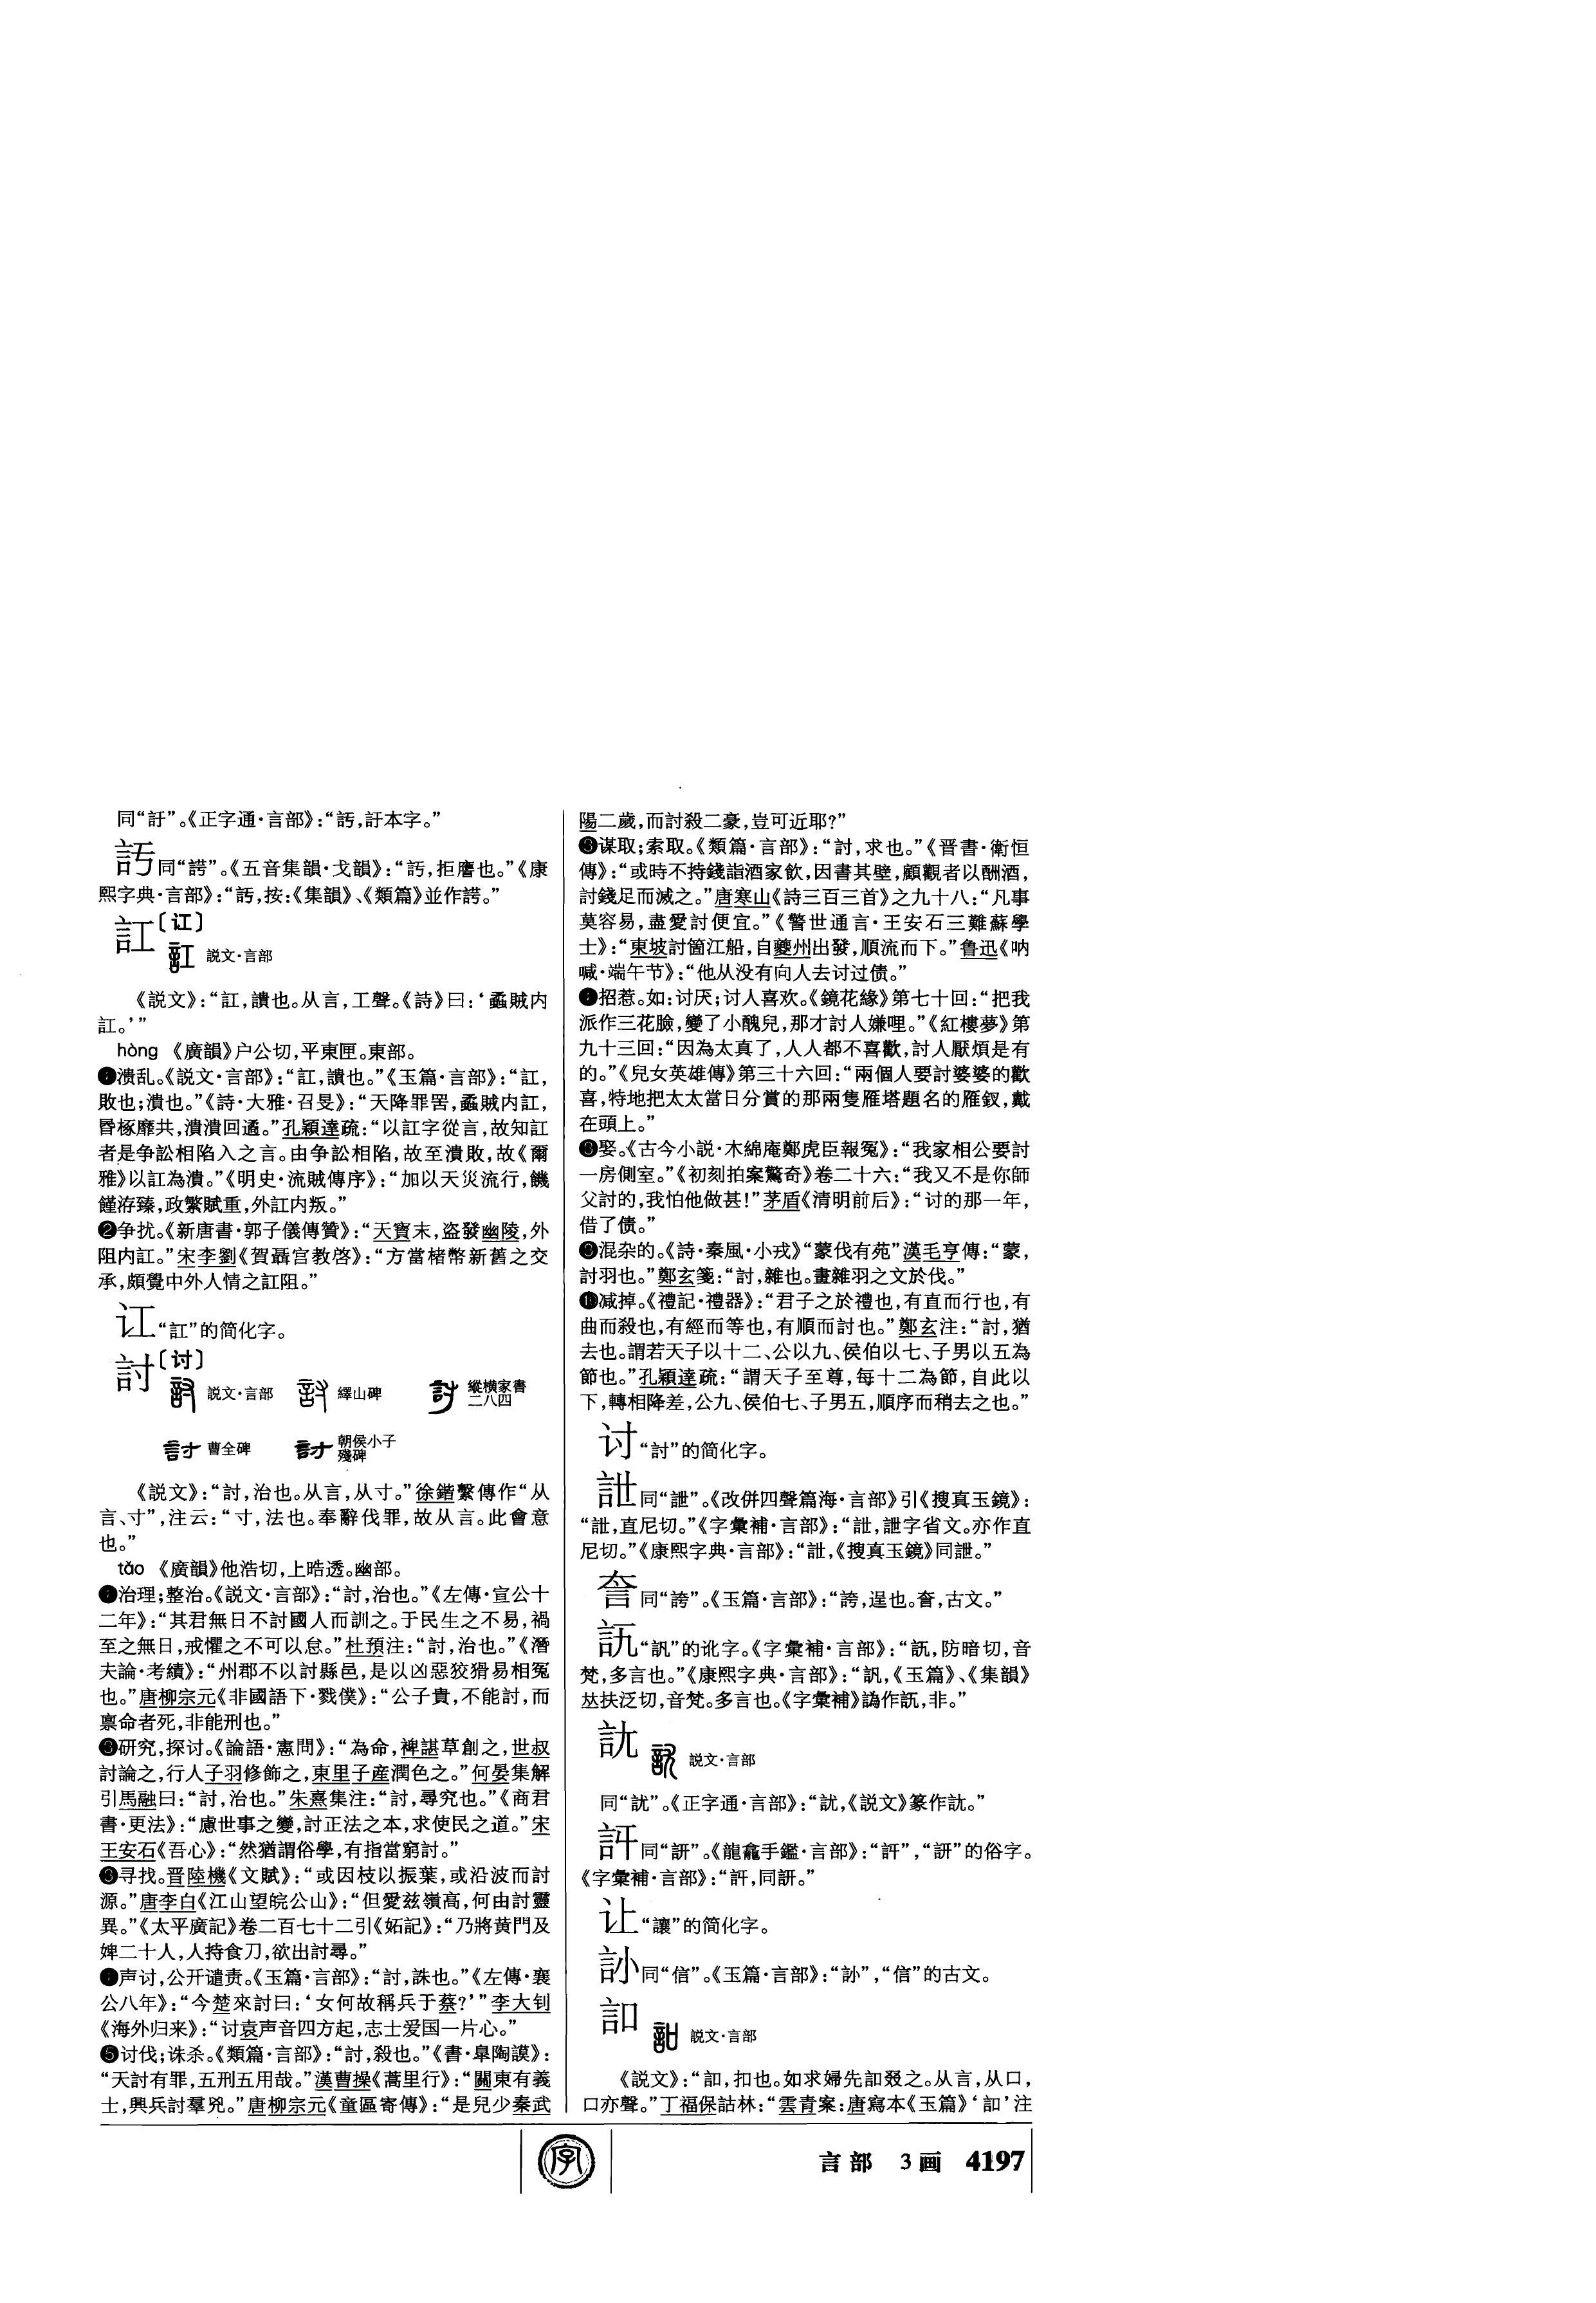 同“訏”。《正字通·言部》：“䚽，訏本字。”
同“謣”。《五音集韻·戈韻》：“，拒譍也。”《康
熙字典·言部》：“，按：《集韻》、《類篇》並作謣。”
訌〔讧〕
説文·言部
《説文》：“訌，讃也。从言，工聲。《詩》曰：‘蟊賊内
訌。’”
hòng 《廣韻》户公切，平東匣。東部。
❶溃乱。《説文·言部》：“訌，讃也。”《玉篇·言部》：“訌，
敗也；潰也。”《詩·大雅·召旻》：“天降罪罟，蟊賊内訌，
昬椓靡共，潰潰回遹。”孔穎達疏：“以訌字從言，故知訌
者是争訟相陷入之言。由争訟相陷，故至潰敗，故《爾
雅》以訌為潰。”《明史·流賊傳序》：“加以天災流行，饑
饉洊臻，政繁賦重，外訌内叛。”
❷争扰。《新唐書·郭子儀傳贊》：“天寶末，盗發幽陵，外
阻内訌。”宋李劉《賀聶宫教啓》：“方當楮幣新舊之交
承，頗覺中外人情之訌阻。”
讧“訌”的简化字。
討〔讨〕
説文·言部 繹山碑 縱横家書二八四
曹全碑 朝侯小子殘碑
《説文》：“討，治也。从言，从寸。”徐鍇繫傳作“从
言、寸”，注云：“寸，法也。奉辭伐罪，故从言。此會意
也。”
tǎo 《廣韻》他浩切，上晧透。幽部。
❶治理；整治。《説文·言部》：“討，治也。”《左傳·宣公十
二年》：“其君無日不討國人而訓之。于民生之不易，禍
至之無日，戒懼之不可以怠。”杜預注：“討，治也。”《潛
夫論·考績》：“州郡不以討縣邑，是以凶惡狡猾易相冤
也。”唐柳宗元《非國語下·戮僕》：“公子貴，不能討，而
禀命者死，非能刑也。”
❷研究，探讨。《論語·憲問》：“為命，裨諶草創之，世叔
討論之，行人子羽修飾之，東里子産潤色之。”何晏集解
引馬融曰：“討，治也。”朱熹集注：“討，尋究也。”《商君
書·更法》：“慮世事之變，討正法之本，求使民之道。”宋
王安石《吾心》：“然猶謂俗學，有指當窮討。”
❸寻找。晋陸機《文賦》：“或因枝以振葉，或沿波而討
源。”唐李白《江山望皖公山》：“但愛兹嶺高，何由討靈
異。”《太平廣記》卷二百七十二引《妬記》：“乃將黄門及
婢二十人，人持食刀，欲出討尋。”
❹声讨，公开谴责。《玉篇·言部》：“討，誅也。”《左傳·襄
公八年》：“今楚來討曰：‘女何故稱兵于蔡？’”李大钊
《海外归来》：“讨袁声音四方起，志士爱国一片心。”
❺讨伐；诛杀。《類篇·言部》：“討，殺也。”《書·臯陶謨》：
“天討有罪，五刑五用哉。”漢曹操《蒿里行》：“關東有義
士，興兵討羣兇。”唐柳宗元《童區寄傳》：“是兒少秦武
陽二歲，而討殺二豪，豈可近耶？”
❻谋取；索取。《類篇·言部》：“討，求也。”《晋書·衛恒
傳》：“或時不持錢詣酒家飲，因書其壁，顧觀者以酬酒，
討錢足而滅之。”唐寒山《詩三百三首》之九十八：“凡事
莫容易，盡愛討便宜。”《警世通言·王安石三難蘇學
士》：“東坡討箇江船，自夔州出發，順流而下。”鲁迅《呐
喊·端午节》：“他从没有向人去讨过债。”
❼招惹。如：讨厌；讨人喜欢。《鏡花緣》第七十回：“把我
派作三花臉，變了小醜兒，那才討人嫌哩。”《紅樓夢》第
九十三回：“因為太真了，人人都不喜歡，討人厭煩是有
的。”《兒女英雄傳》第三十六回：“兩個人要討婆婆的歡
喜，特地把太太當日分賞的那兩隻雁塔題名的雁釵，戴
在頭上。”
❽娶。《古今小説·木綿庵鄭虎臣報冤》：“我家相公要討
一房側室。”《初刻拍案驚奇》卷二十六：“我又不是你師
父討的，我怕他做甚！”茅盾《清明前后》：“讨的那一年，
借了债。”
❾混杂的。《詩·秦風·小戎》“蒙伐有苑”漢毛亨傳：“蒙，
討羽也。”鄭玄箋：“討，雜也。畫雜羽之文於伐。”
❿减掉。《禮記·禮器》：“君子之於禮也，有直而行也，有
曲而殺也，有經而等也，有順而討也。”鄭玄注：“討，猶
去也。謂若天子以十二、公以九、侯伯以七、子男以五為
節也。”孔穎達疏：“謂天子至尊，每十二為節，自此以
下，轉相降差，公九、侯伯七、子男五，順序而稍去之也。”
讨“討”的简化字。
同“詍”。《改併四聲篇海·言部》引《搜真玉鏡》：
“，直尼切。”《字彙補·言部》：“，字省文。亦作直
尼切。”《康熙字典·言部》：“，《搜真玉鏡》同。”
同“誇”。《玉篇·言部》：“誇，逞也。，古文。”
“訉”的讹字。《字彙補·言部》：“，防暗切，音
梵，多言也。”《康熙字典·言部》：“訉，《玉篇》、《集韻》
𠀤扶泛切，音梵。多言也。《字彙補》譌作，非。”
説文·言部
同“訧”。《正字通·言部》：“訧，《説文》篆作。”
訐同“訮”。《龍龕手鑑·言部》：“”，“訮”的俗字。
《字彙補·言部》：“，同訮。”
让“讓”的简化字。
同“信”。《玉篇·言部》：“”，“信”的古文。
訆
説文·言部
《説文》：“訆，扣也。如求婦先訆叕之。从言，从口，
口亦聲。”丁福保詁林：“雲青案：唐寫本《玉篇》‘訆’注
言部 3画 4197